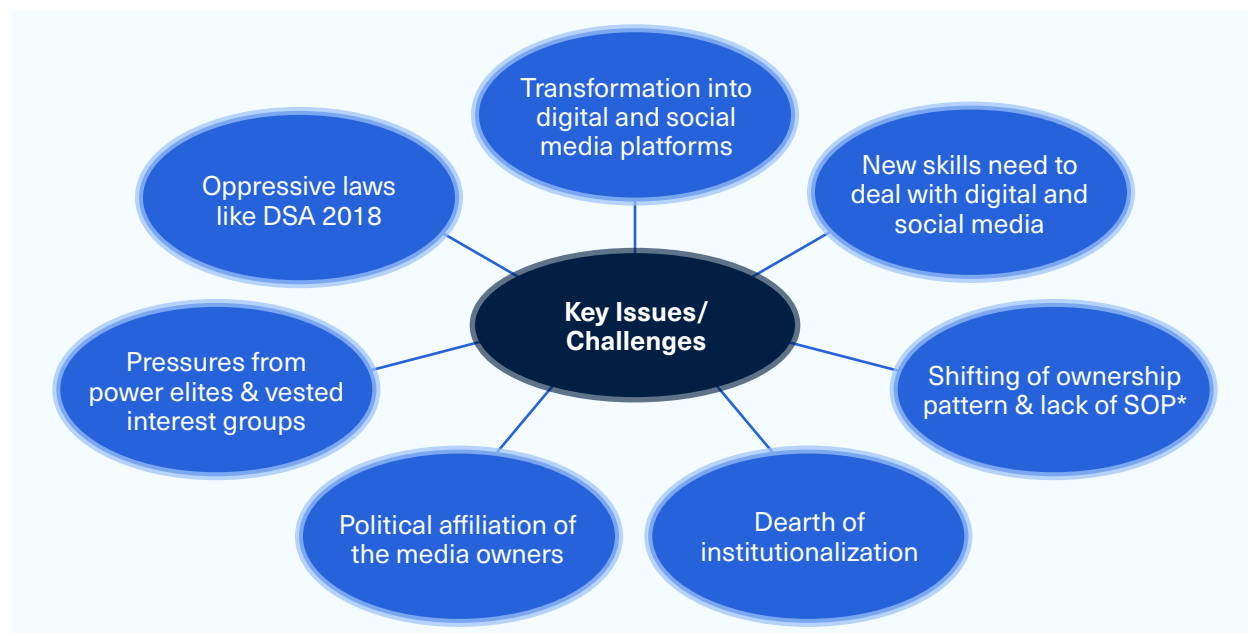 Transformation into
digital and social
media platforms
New skills need to
deal with digital and
social media
Shifting of ownership
pattern & lack of SOP*
Dearth of
institutionalization
Political affiliation of
the media owners
Pressures from
power elites & vested
interest groups
Oppressive laws
like DSA 2018
Key Issues/
Challenges